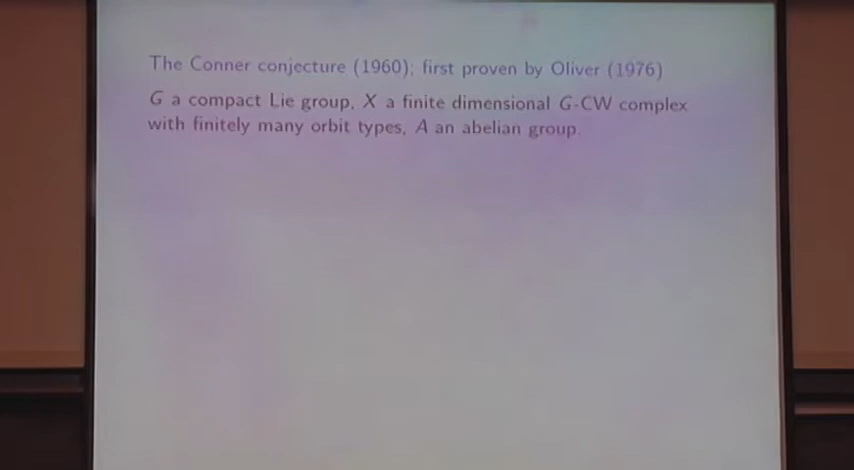 The Conner conjecture (1960); first proven by Oliver (1976)
G a compact Lie group, X a finite dimensional G-CW complex
with finitely many orbit types, A an abelian group.